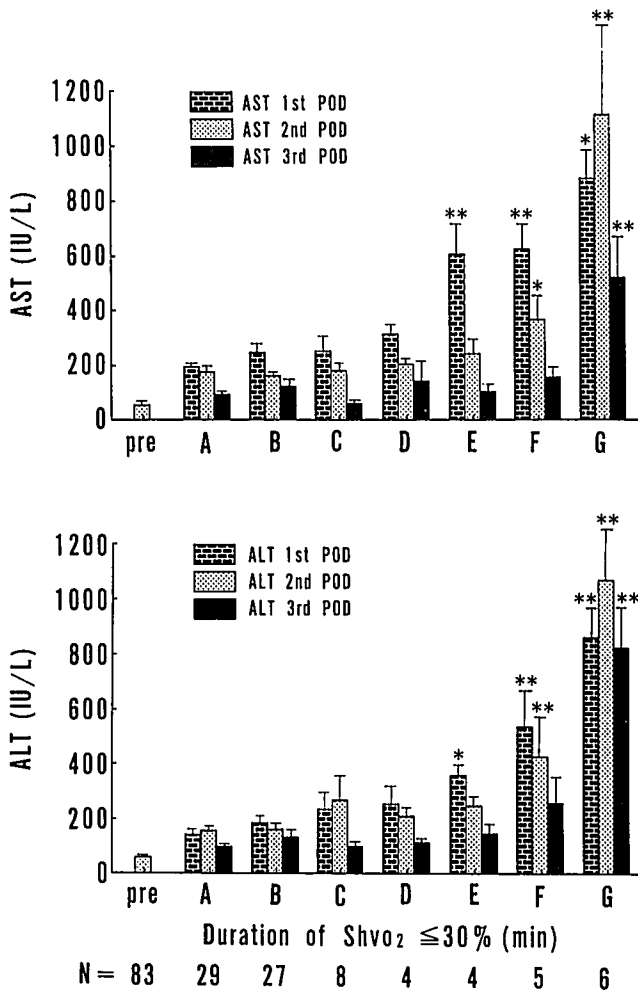 **
1200
AST 1st POD
AST 2nd POD
AST 3rd POD
1000
*
800
**
**
**
600
*
400
200
0
AST (IU/L)
pre A B C D E F G
**
1200
ALT 1st POD
ALT 2nd POD
ALT 3rd POD
1000
** **
800
**
600
**
400
*
200
0
ALT (IU/L)
pre A B C D E F G
Duration of Shvo₂ ≦30% (min)
N = 83 29 27 8 4 4 5 6